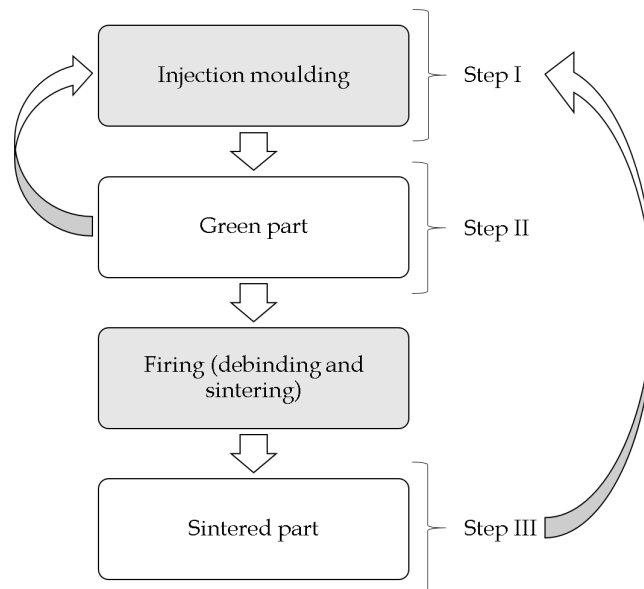 Injection moulding
Step I
Green part
Step II
Firing (debinding and
sintering)
Sintered part
Step III